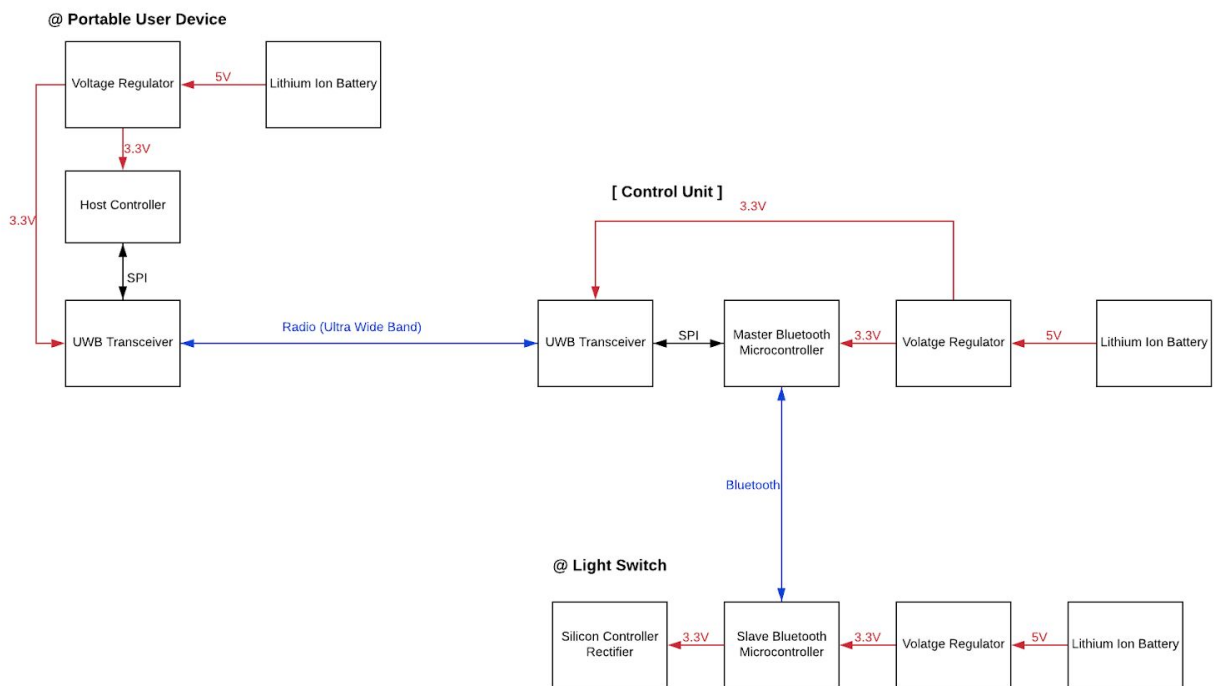 @ Portable User Device
Voltage Regulator
5V
Lithium Ion Battery
3.3V
Host Controller
3.3V
SPI
UWB Transceiver
Radio (Ultra Wide Band)
[ Control Unit ]
3.3V
UWB Transceiver
SPI
Master Bluetooth
Microcontroller
3.3V
Volatge Regulator
5V
Lithium Ion Battery
Bluetooth
@ Light Switch
Silicon Controller
Rectifier
3.3V
Slave Bluetooth
Microcontroller
3.3V
Volatge Regulator
5V
Lithium Ion Battery